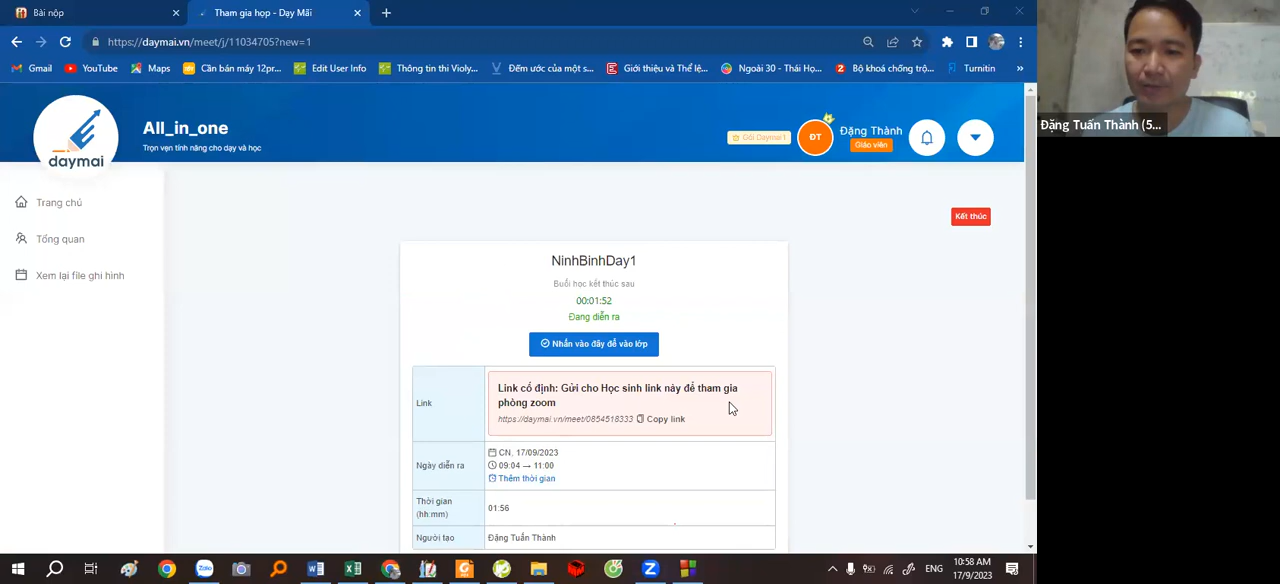 Bài nộp
Tham gia họp - Dạy Mãi
https://daymai.vn/meet/j/11034705?new=1
Gmail
YouTube
Maps
Cần bán máy 12pr...
Edit User Info
Thông tin thi Violy...
Đếm ước của một s...
Giới thiệu và Thể lệ...
Ngoài 30 - Thái Họ...
Bộ khoá chống trộ...
Turnitin
»
daymai
All_in_one
Trọn vẹn tính năng cho dạy và học
Gói Daymai1
ĐT
Đặng Thành
Giáo viên
Đặng Tuấn Thành (5...
Trang chủ
Tổng quan
Xem lại file ghi hình
Kết thúc
NinhBinhDay1
Buổi học kết thúc sau
00:01:52
Đang diễn ra
Nhấn vào đây để vào lớp
Link
Link cố định: Gửi cho Học sinh link này để tham gia
phòng zoom
https://daymai.vn/meet/0854518333 Copy link
Ngày diễn ra
CN, 17/09/2023
09:04 → 11:00
Thêm thời gian
Thời gian
(hh:mm)
01:56
Người tạo
Đặng Tuấn Thành
ENG
10:58 AM
17/9/2023